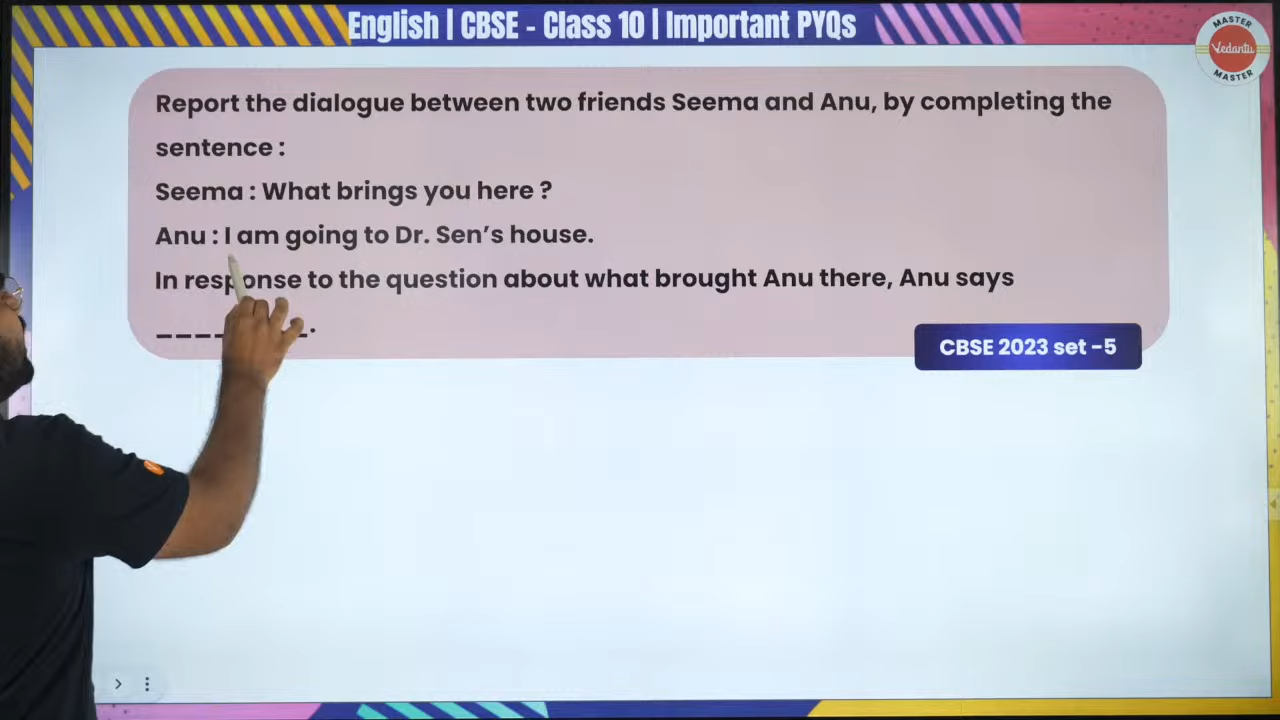 English | CBSE - Class 10 | Important PYQs
MASTER
Vedantu
MASTER
Report the dialogue between two friends Seema and Anu, by completing the
sentence :
Seema : What brings you here ?
Anu : I am going to Dr. Sen's house.
In response to the question about what brought Anu there, Anu says
________.
CBSE 2023 set -5